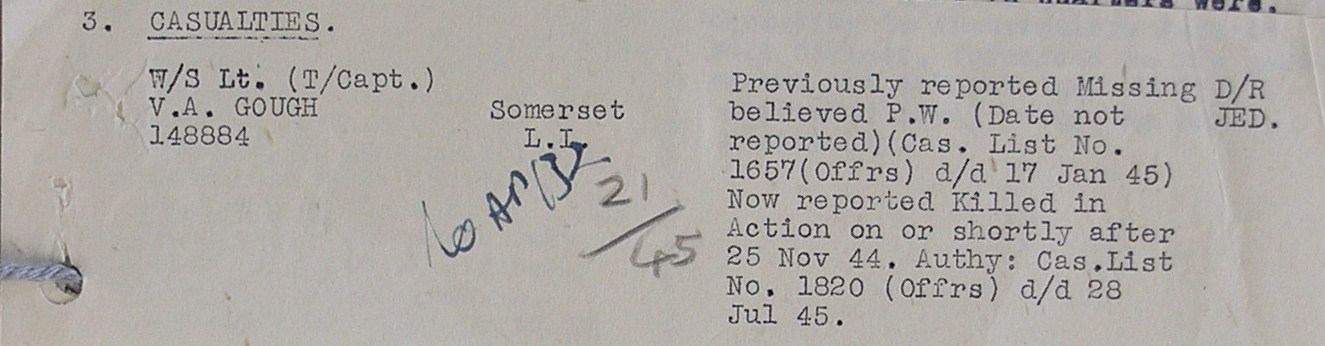 were.
3. CASUALTIES.
W/S Lt. (T/Capt.)
V.A. GOUGH
148884
Somerset
L.I.
21
/45
Previously reported Missing
believed P.W. (Date not
reported)(Cas. List No.
1657(Offrs) d/d 17 Jan 45)
Now reported Killed in
Action on or shortly after
25 Nov 44. Authy: Cas.List
No. 1820 (Offrs) d/d 28
Jul 45.
D/R
JED.